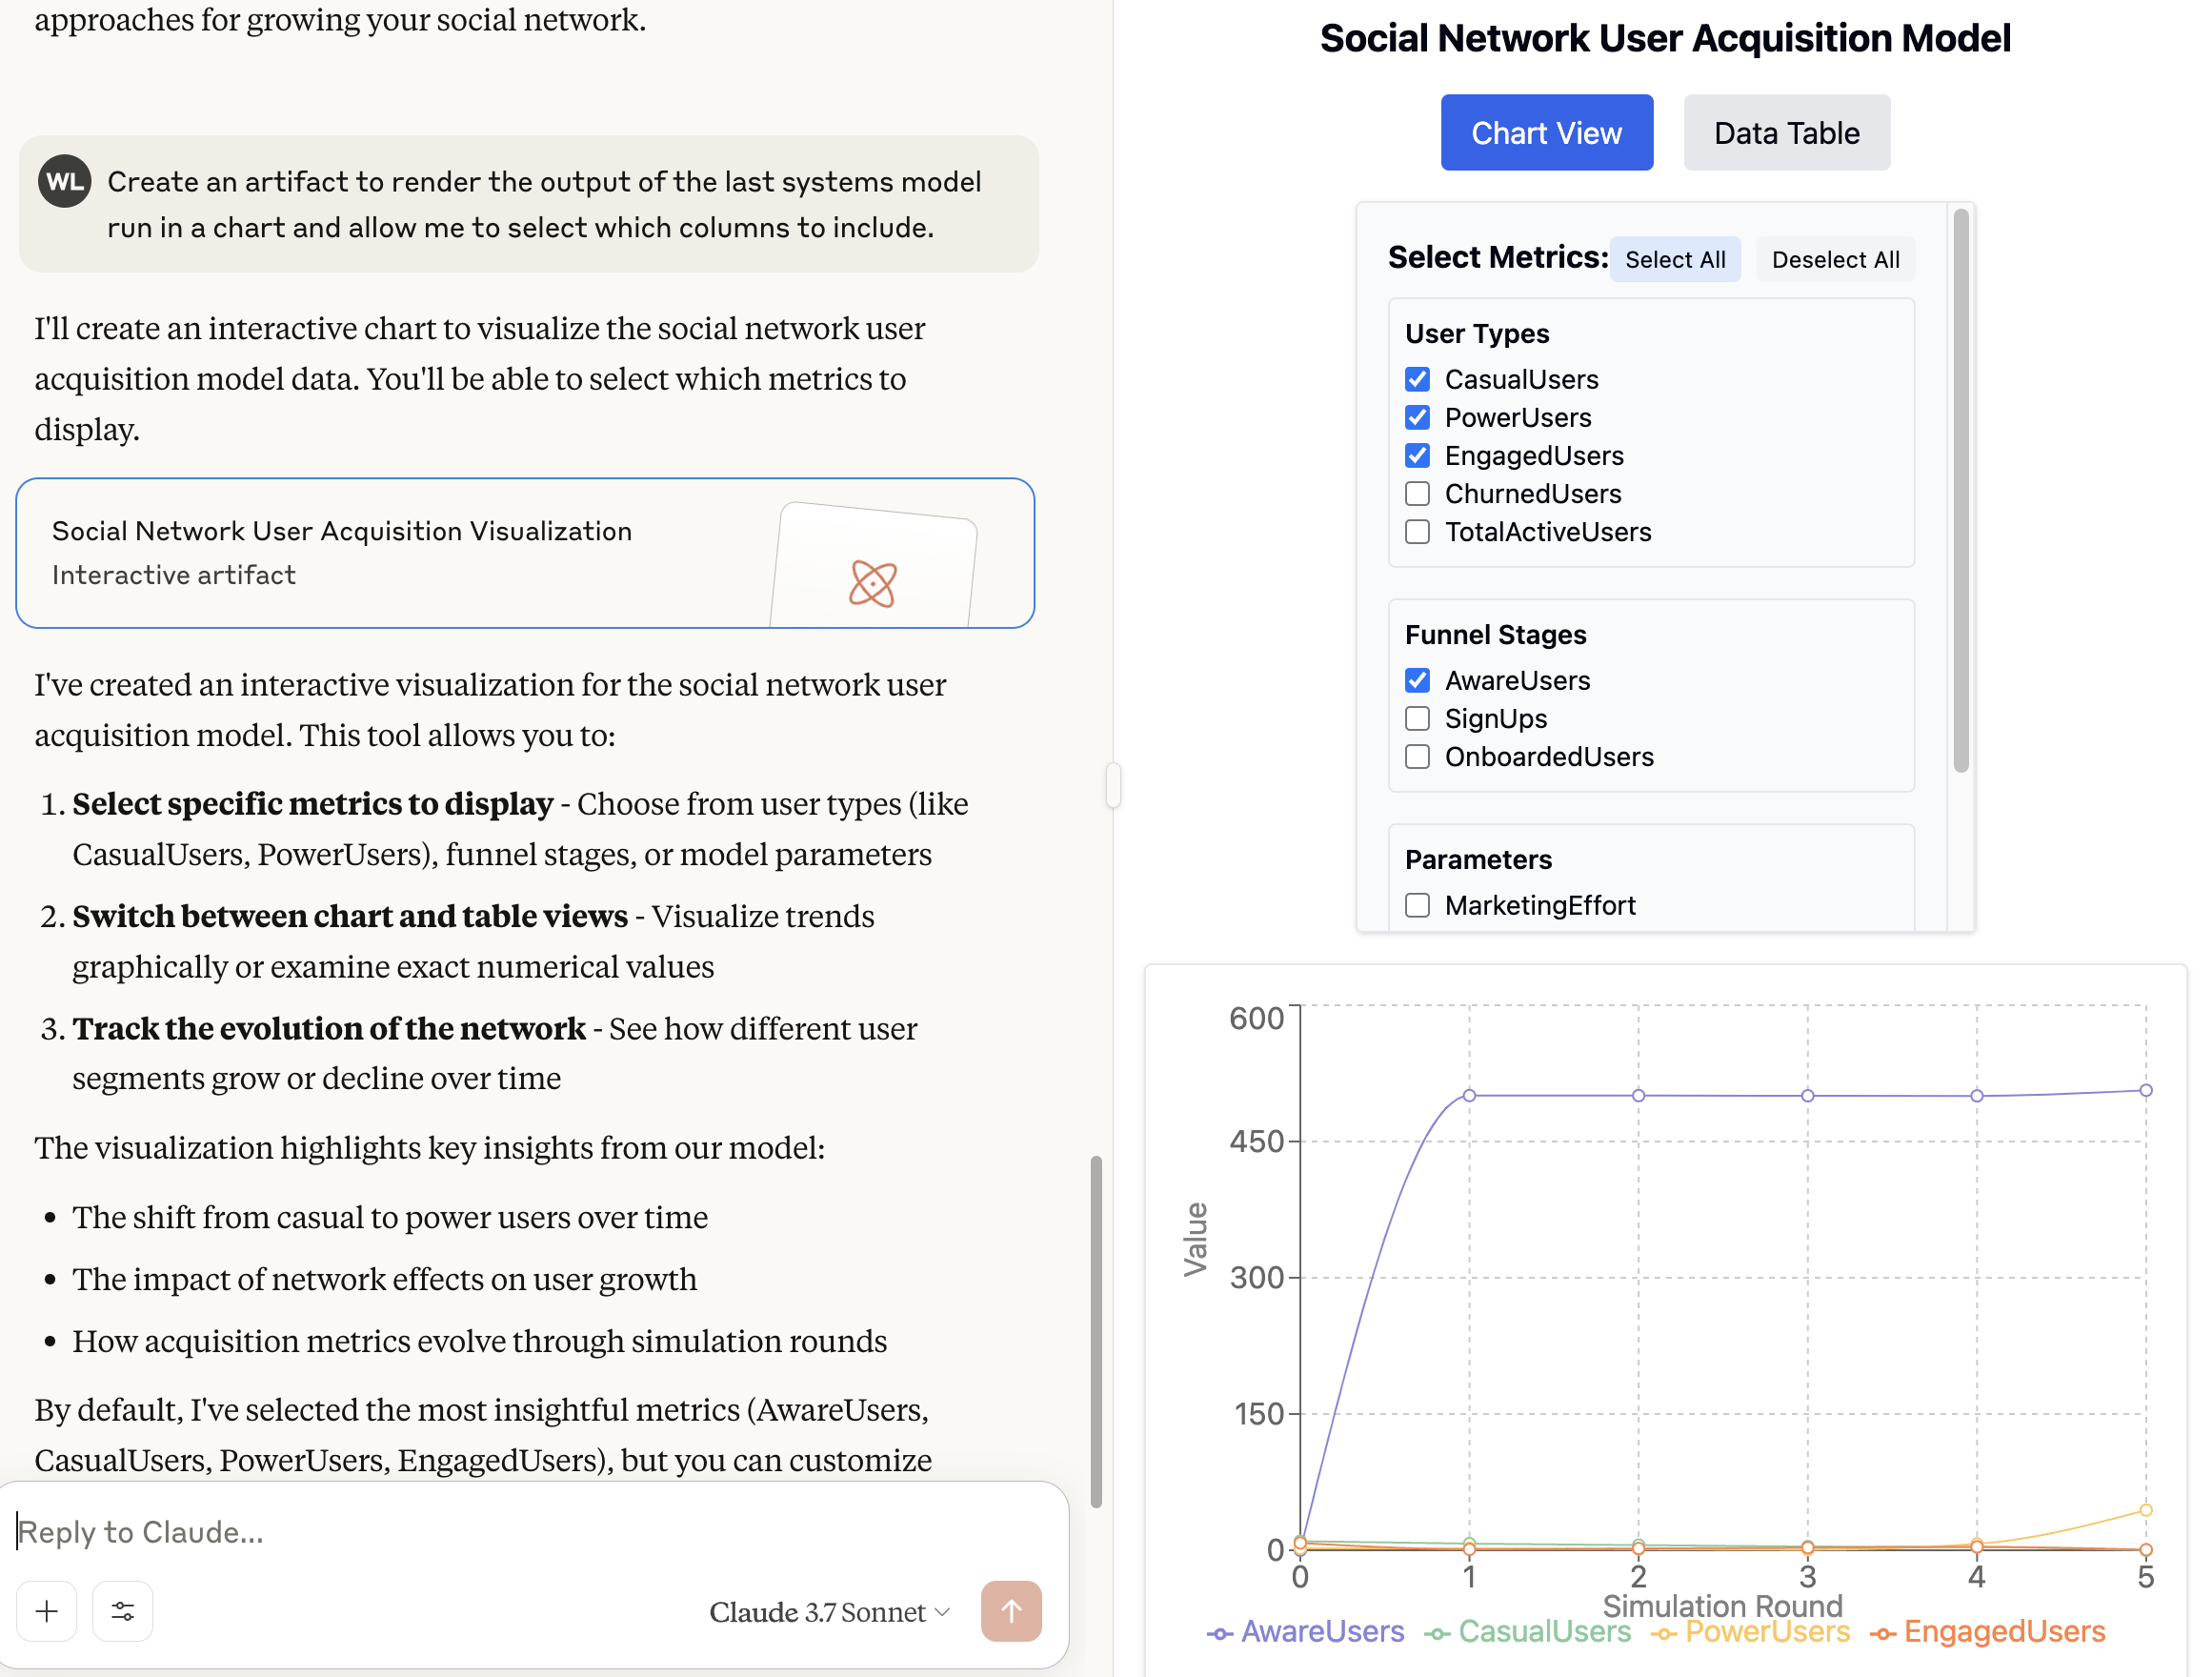 approaches for growing your social network.
WL
Create an artifact to render the output of the last systems model
run in a chart and allow me to select which columns to include.
I'll create an interactive chart to visualize the social network user
acquisition model data. You'll be able to select which metrics to
display.
Social Network User Acquisition Visualization
Interactive artifact
I've created an interactive visualization for the social network user
acquisition model. This tool allows you to:
1. Select specific metrics to display - Choose from user types (like
CasualUsers, PowerUsers), funnel stages, or model parameters
2. Switch between chart and table views - Visualize trends
graphically or examine exact numerical values
3. Track the evolution of the network - See how different user
segments grow or decline over time
The visualization highlights key insights from our model:
• The shift from casual to power users over time
• The impact of network effects on user growth
• How acquisition metrics evolve through simulation rounds
By default, I've selected the most insightful metrics (AwareUsers,
CasualUsers, PowerUsers, EngagedUsers), but you can customize
Reply to Claude...
Claude 3.7 Sonnet
Social Network User Acquisition Model
Chart View
Data Table
Select Metrics:
Select All
Deselect All
User Types
CasualUsers
PowerUsers
EngagedUsers
ChurnedUsers
TotalActiveUsers
Funnel Stages
AwareUsers
SignUps
OnboardedUsers
Parameters
MarketingEffort
600
450
300
150
0
Value
0 1 2 3 4 5
Simulation Round
AwareUsers CasualUsers PowerUsers EngagedUsers